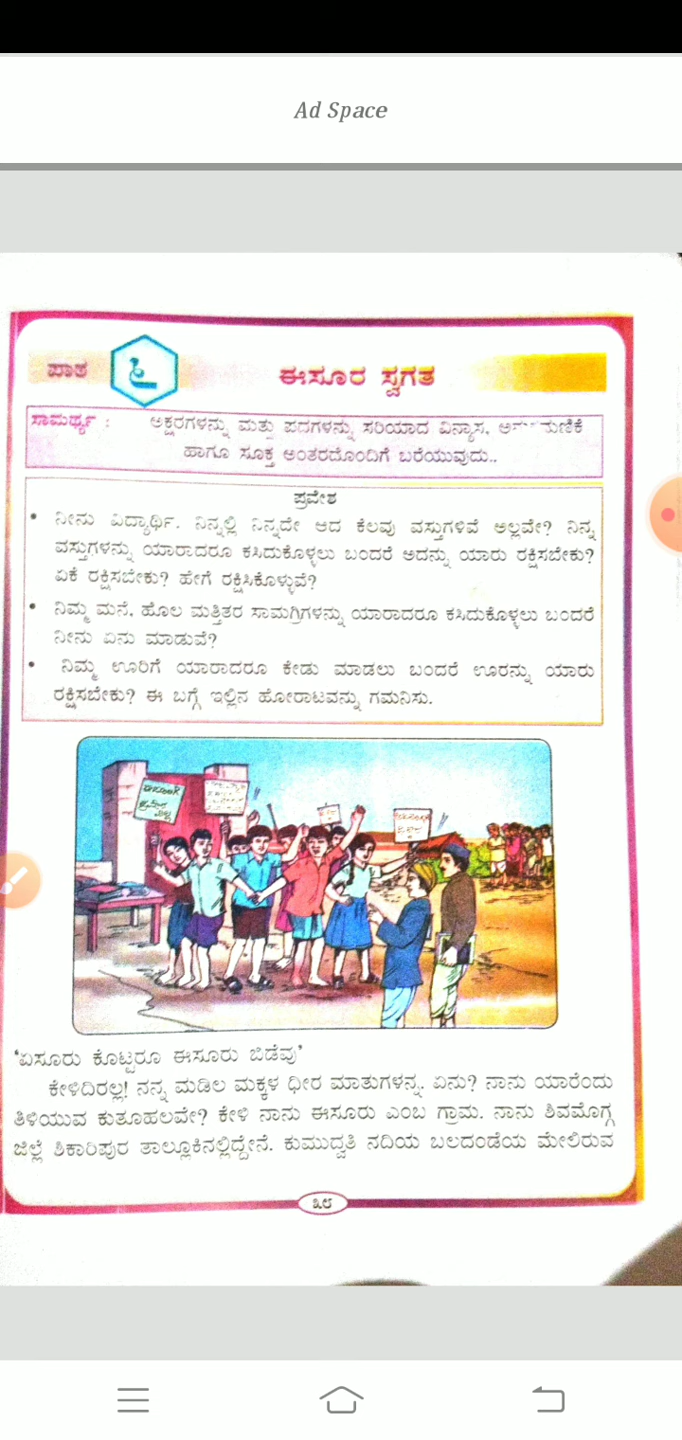 Ad Space
ಪಾಠ ೬ ಈಸೂರ ಸ್ವಗತ
ಸಾಮರ್ಥ್ಯ : ಅಕ್ಷರಗಳನ್ನು ಮತ್ತು ಪದಗಳನ್ನು ಸರಿಯಾದ ವಿನ್ಯಾಸ,
ಹಾಗೂ ಸೂಕ್ತ ಅಂತರದೊಂದಿಗೆ ಬರೆಯುವುದು..
ಪ್ರವೇಶ
• ನೀನು ವಿದ್ಯಾರ್ಥಿ. ನಿನ್ನಲ್ಲಿ ನಿನ್ನದೇ ಆದ ಕೆಲವು ವಸ್ತುಗಳಿವೆ ಅಲ್ಲವೇ? ನಿನ್ನ
ವಸ್ತುಗಳನ್ನು ಯಾರಾದರೂ ಕಸಿದುಕೊಳ್ಳಲು ಬಂದರೆ ಅದನ್ನು ಯಾರು ರಕ್ಷಿಸಬೇಕು?
ಏಕೆ ರಕ್ಷಿಸಬೇಕು? ಹೇಗೆ ರಕ್ಷಿಸಿಕೊಳ್ಳುವೆ?
• ನಿಮ್ಮ ಮನೆ, ಹೊಲ ಮತ್ತಿತರ ಸಾಮಗ್ರಿಗಳನ್ನು ಯಾರಾದರೂ ಕಸಿದುಕೊಳ್ಳಲು ಬಂದರೆ
ನೀನು ಏನು ಮಾಡುವೆ?
• ನಿಮ್ಮ ಊರಿಗೆ ಯಾರಾದರೂ ಕೇಡು ಮಾಡಲು ಬಂದರೆ ಊರನ್ನು ಯಾರು
ರಕ್ಷಿಸಬೇಕು? ಈ ಬಗ್ಗೆ ಇಲ್ಲಿನ ಹೋರಾಟವನ್ನು ಗಮನಿಸು.
'ಏಸೂರು ಕೊಟ್ಟರೂ ಈಸೂರು ಬಿಡೆವು'
ಕೇಳಿದಿರಲ್ಲ! ನನ್ನ ಮಡಿಲ ಮಕ್ಕಳ ಧೀರ ಮಾತುಗಳನ್ನ. ಏನು? ನಾನು ಯಾರೆಂದು
ತಿಳಿಯುವ ಕುತೂಹಲವೇ? ಕೇಳಿ ನಾನು ಈಸೂರು ಎಂಬ ಗ್ರಾಮ. ನಾನು ಶಿವಮೊಗ್ಗ
ಜಿಲ್ಲೆ ಶಿಕಾರಿಪುರ ತಾಲ್ಲೂಕಿನಲ್ಲಿದ್ದೇನೆ. ಕುಮುದ್ವತಿ ನದಿಯ ಬಲದಂಡೆಯ ಮೇಲಿರುವ
೩೮